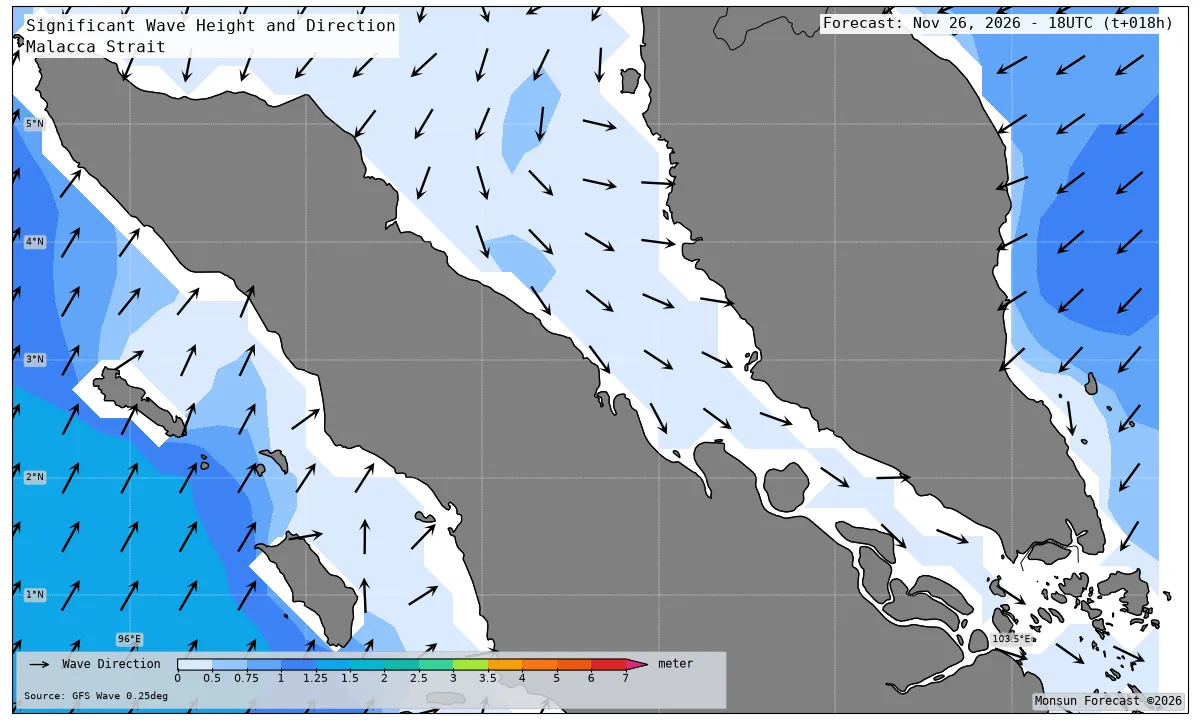 Significant Wave Height and Direction
Malacca Strait
Forecast: Nov 26, 2026 - 18UTC (t+018h)
5°N
4°N
3°N
2°N
1°N
96°E
103.5°E
Wave Direction
meter
0 0.5 0.75 1 1.25 1.5 2 2.5 3 3.5 4 5 6 7
Source: GFS Wave 0.25deg
Monsun Forecast ©2026